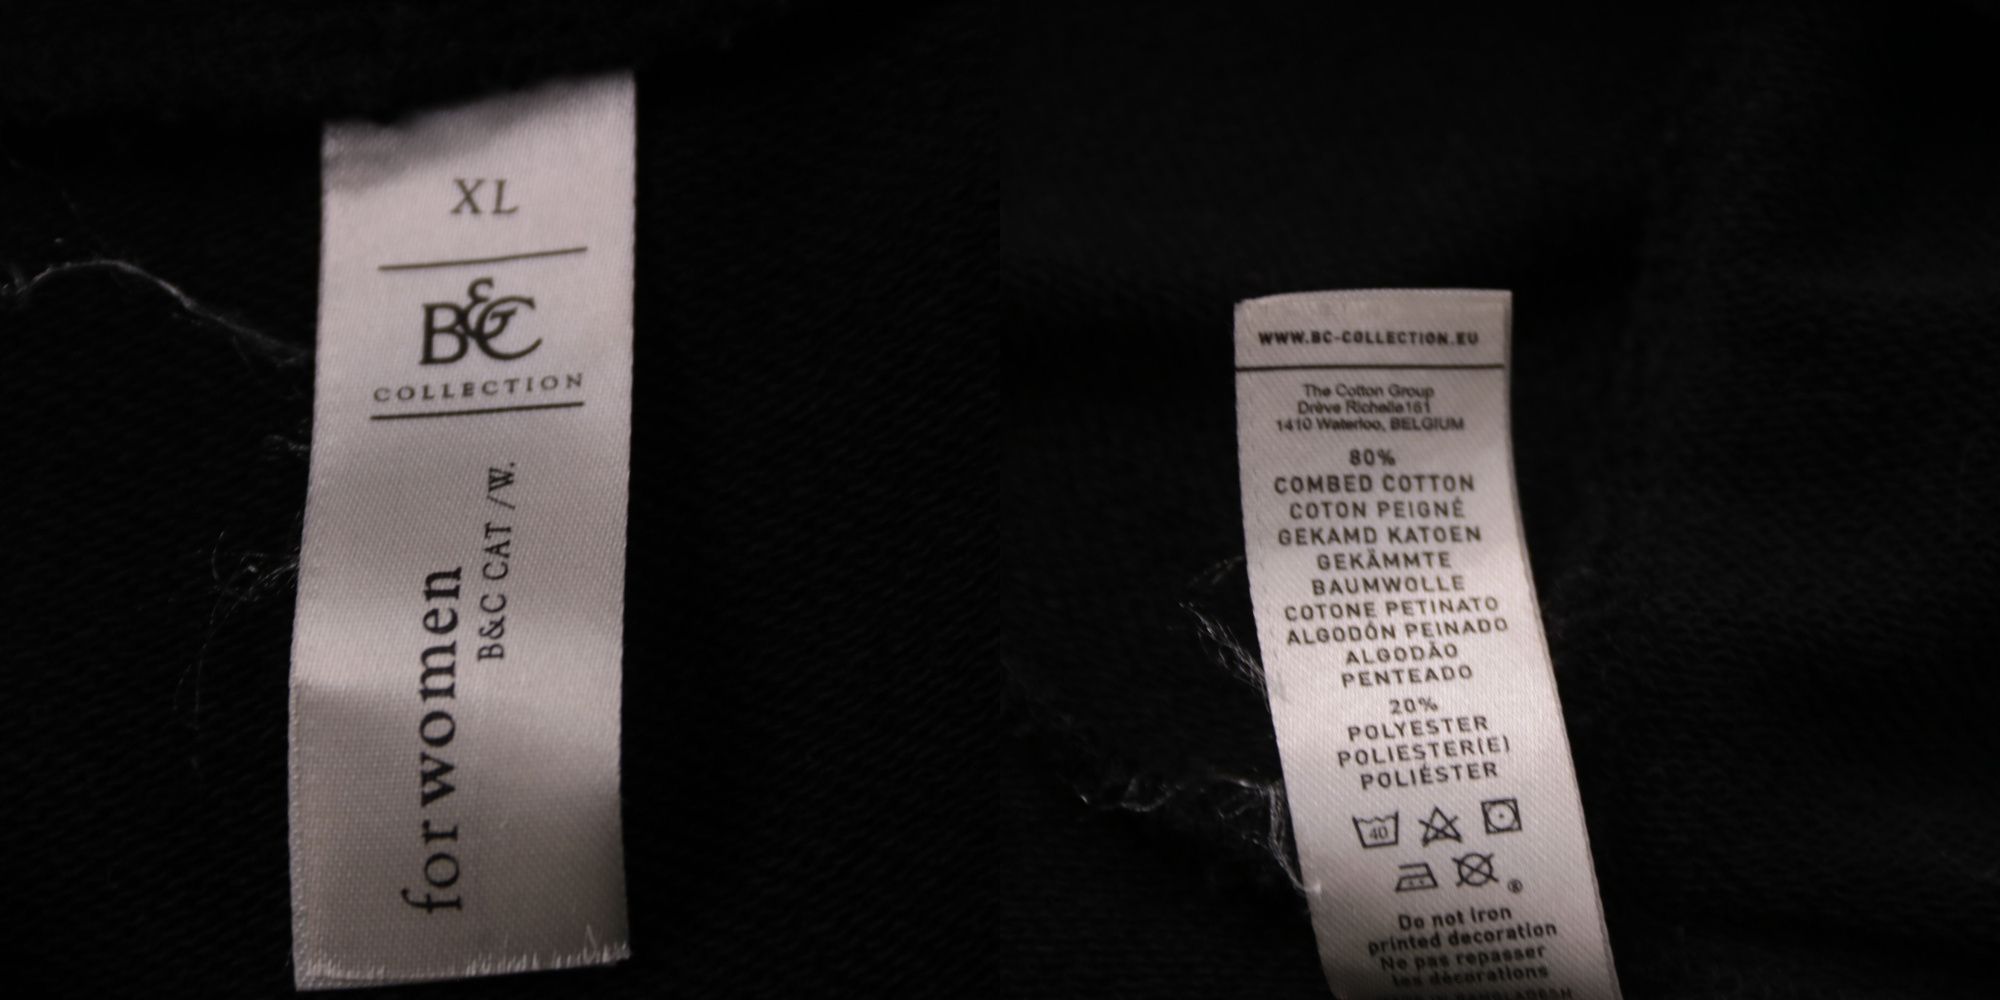 XL
B&C
COLLECTION
for women
B&C CAT /W.
WWW.BC-COLLECTION.EU
The Cotton Group
Drève Richelle161
1410 Waterloo, BELGIUM
80%
COMBED COTTON
COTON PEIGNÉ
GEKAMD KATOEN
GEKÄMMTE
BAUMWOLLE
COTONE PETINATO
ALGODÓN PEINADO
ALGODÃO
PENTEADO
20%
POLYESTER
POLIESTER(E)
POLIÉSTER
40
®
Do not iron
printed decoration
Ne pas repasser
les décorations